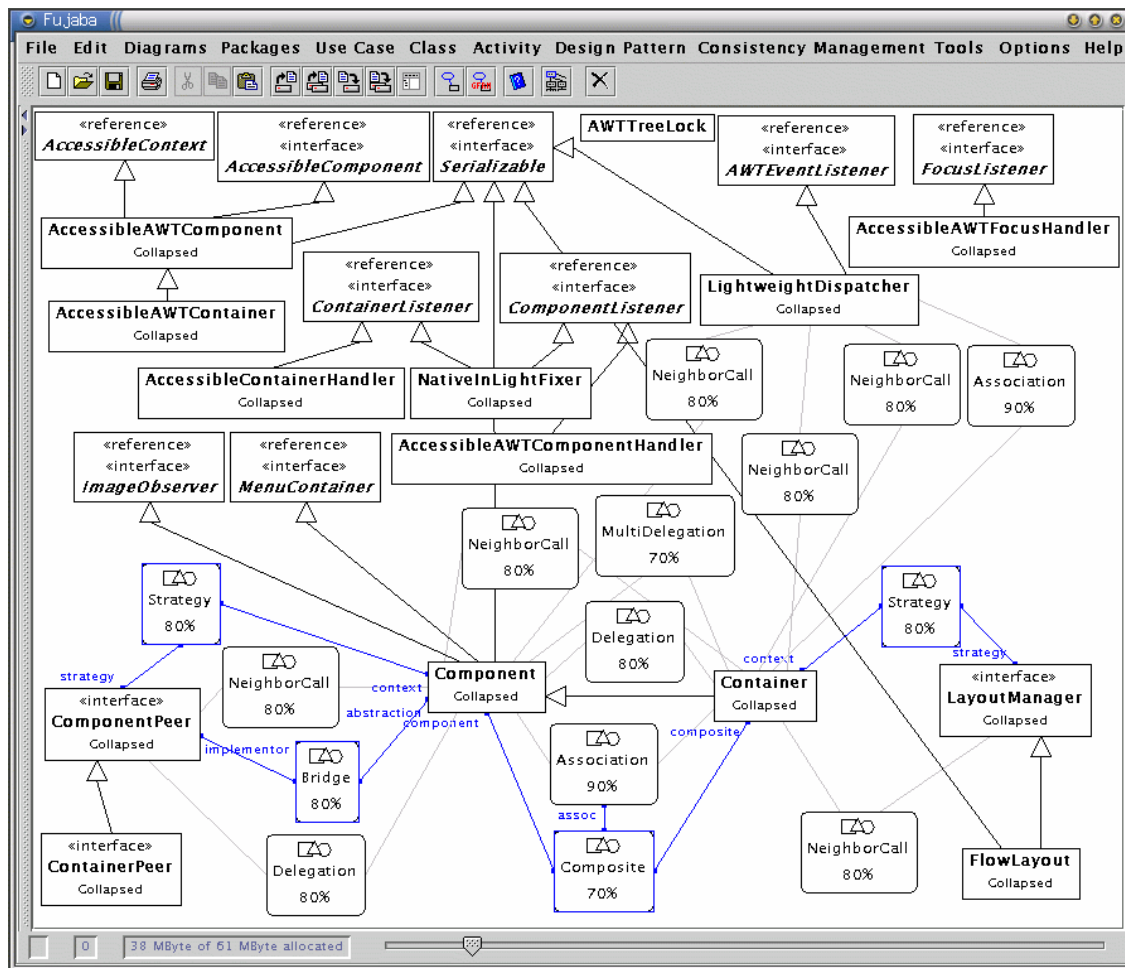 Fujaba
File Edit Diagrams Packages Use Case Class Activity Design Pattern Consistency Management Tools Options Help
«reference»
AccessibleContext
«reference»
«interface»
AccessibleComponent
«reference»
«interface»
Serializable
AWTTreeLock
«reference»
«interface»
AWTEventListener
«reference»
«interface»
FocusListener
AccessibleAWTComponent
Collapsed
AccessibleAWTFocusHandler
Collapsed
«reference»
«interface»
ContainerListener
«reference»
«interface»
ComponentListener
LightweightDispatcher
Collapsed
AccessibleAWTContainer
Collapsed
NeighborCall
80%
NeighborCall
80%
Association
90%
AccessibleContainerHandler
Collapsed
NativeInLightFixer
Collapsed
«reference»
«interface»
ImageObserver
«reference»
«interface»
MenuContainer
AccessibleAWTComponentHandler
Collapsed
NeighborCall
80%
NeighborCall
80%
MultiDelegation
70%
Strategy
80%
Strategy
80%
Delegation
80%
strategy
NeighborCall
80%
context
Component
Collapsed
context
Container
Collapsed
strategy
«interface»
LayoutManager
Collapsed
«interface»
ComponentPeer
Collapsed
abstraction
component
composite
implementor
Bridge
80%
Association
90%
assoc
«interface»
ContainerPeer
Collapsed
Delegation
80%
Composite
70%
NeighborCall
80%
FlowLayout
Collapsed
0
38 MByte of 61 MByte allocated